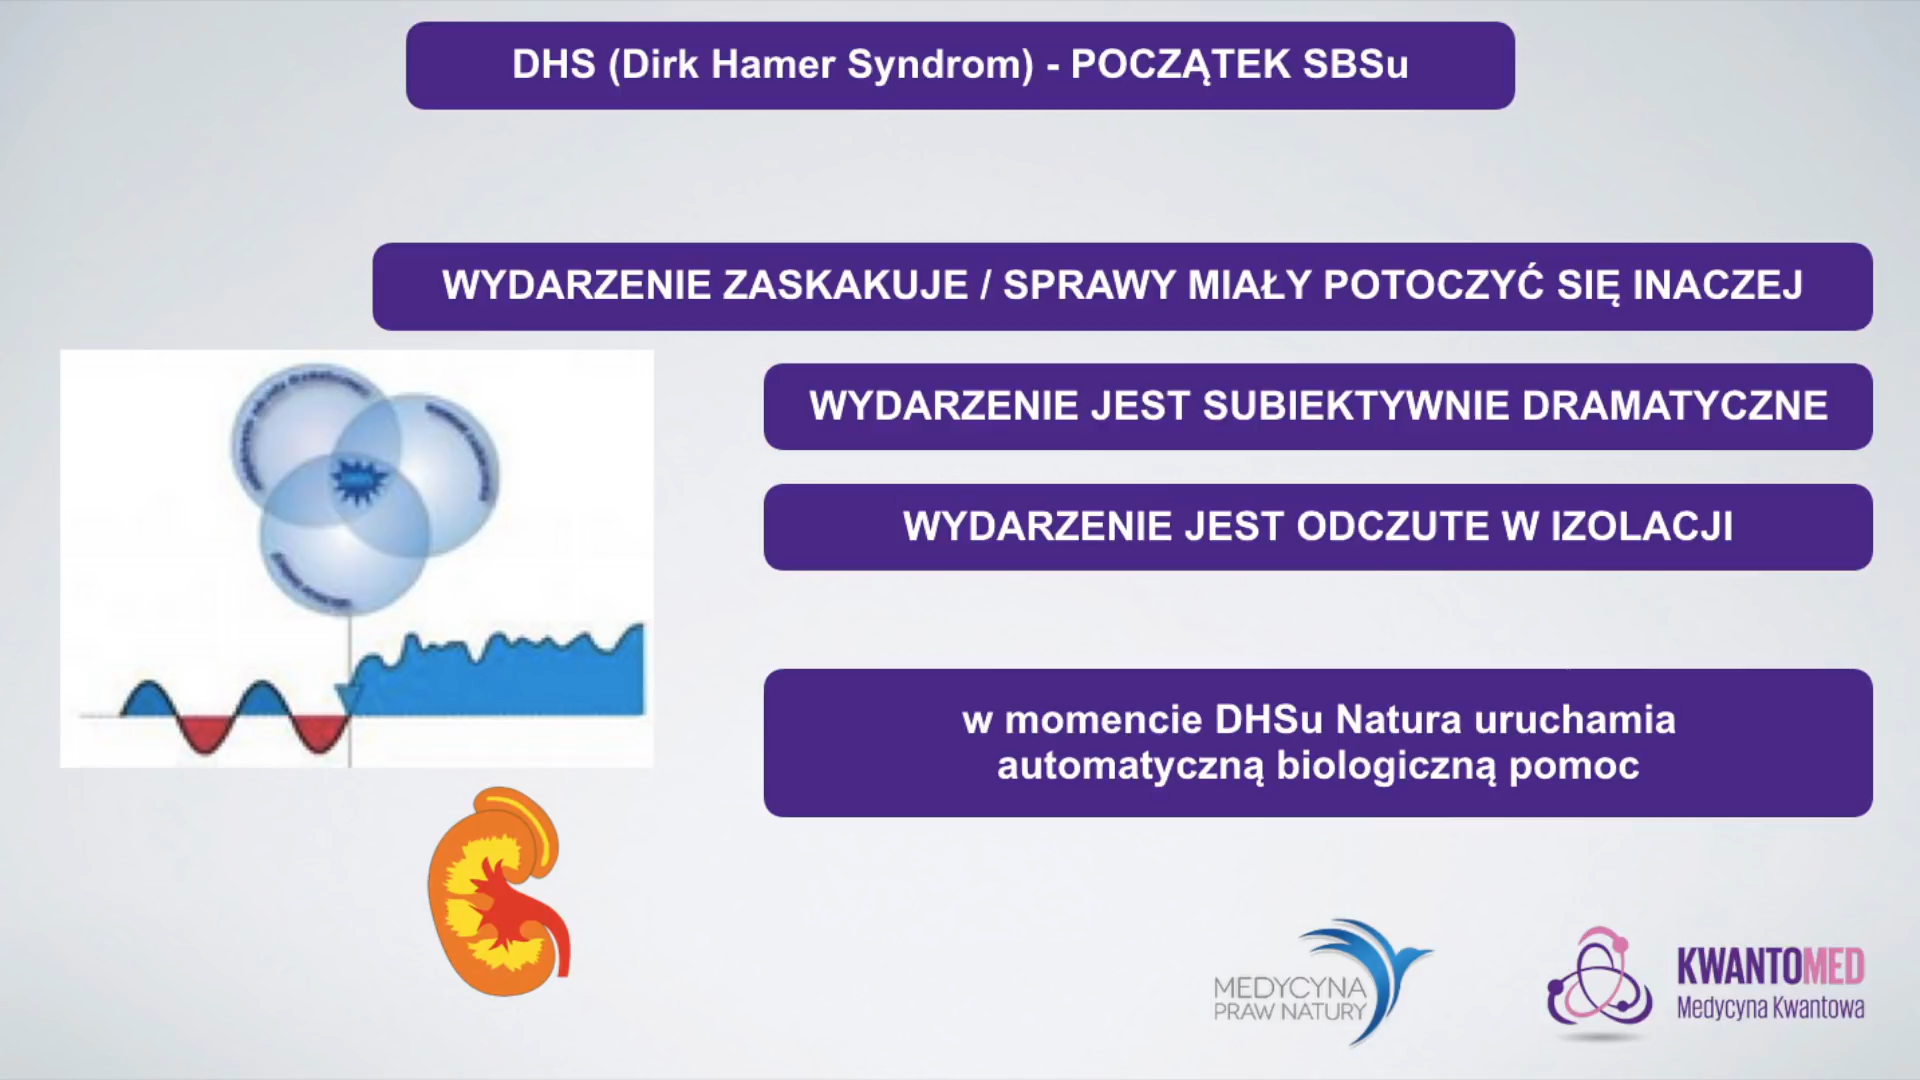 DHS (Dirk Hamer Syndrom) - POCZĄTEK SBSu
WYDARZENIE ZASKAKUJE / SPRAWY MIAŁY POTOCZYĆ SIĘ INACZEJ
WYDARZENIE JEST SUBIEKTYWNIE DRAMATYCZNE
WYDARZENIE JEST ODCZUTE W IZOLACJI
w momencie DHSu Natura uruchamia
automatyczną biologiczną pomoc
MEDYCYNA
PRAW NATURY
KWANTOMED
Medycyna Kwantowa